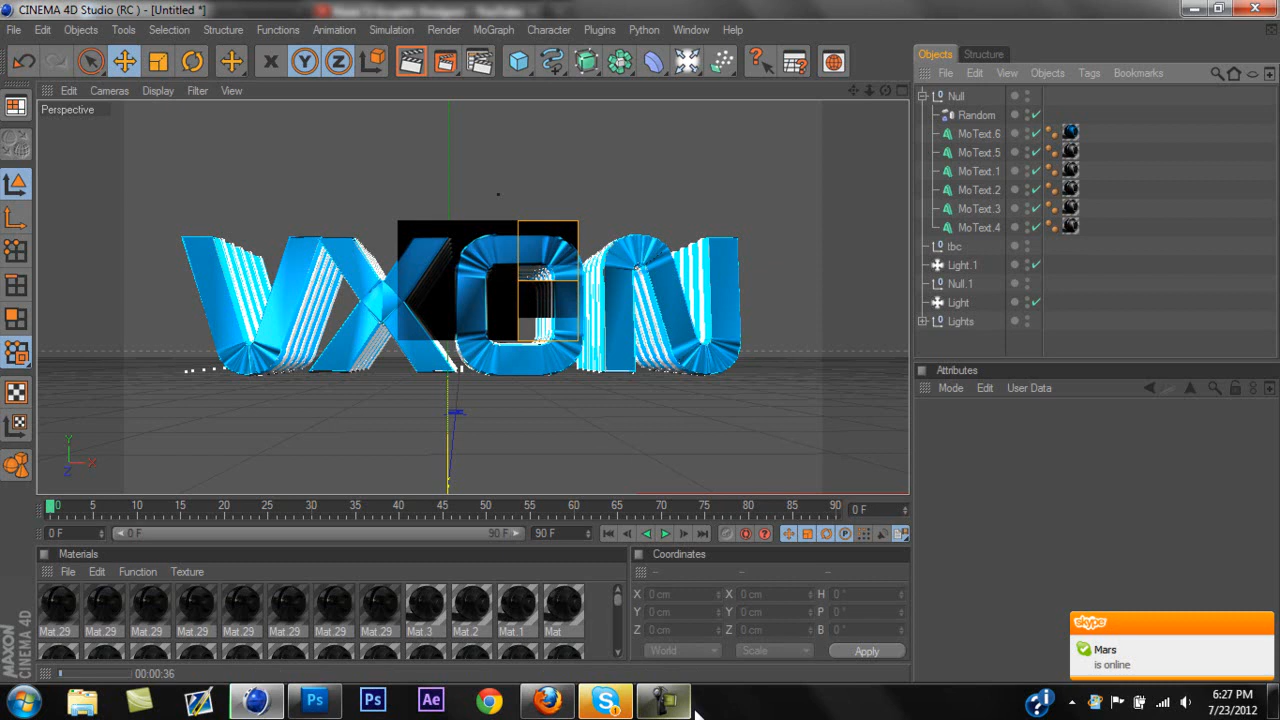 CINEMA 4D Studio (RC ) - [Untitled *]
File Edit Objects Tools Selection Structure Functions Animation Simulation Render MoGraph Character Plugins Python Window Help
X Y Z
Edit Cameras Display Filter View
Perspective
VXON
Y
X
Z
0 5 10 15 20 25 30 35 40 45 50 55 60 65 70 75 80 85 90
0 F
0 F 0 F 90 F 90 F
Materials
File Edit Function Texture
Mat.29 Mat.29 Mat.29 Mat.29 Mat.29 Mat.29 Mat.29 Mat.29 Mat.3 Mat.2 Mat.1 Mat
Coordinates
-- -- --
X 0 cm X 0 cm H 0 °
Y 0 cm Y 0 cm P 0 °
Z 0 cm Z 0 cm B 0 °
World Scale Apply
MAXON
CINEMA 4D
00:00:36
Objects Structure
File Edit View Objects Tags Bookmarks
Null
Random
MoText.6
MoText.5
MoText.1
MoText.2
MoText.3
MoText.4
tbc
Light.1
Null.1
Light
Lights
Attributes
Mode Edit User Data
skype
Mars
is online
Ps Ps Ae
6:27 PM
7/23/2012